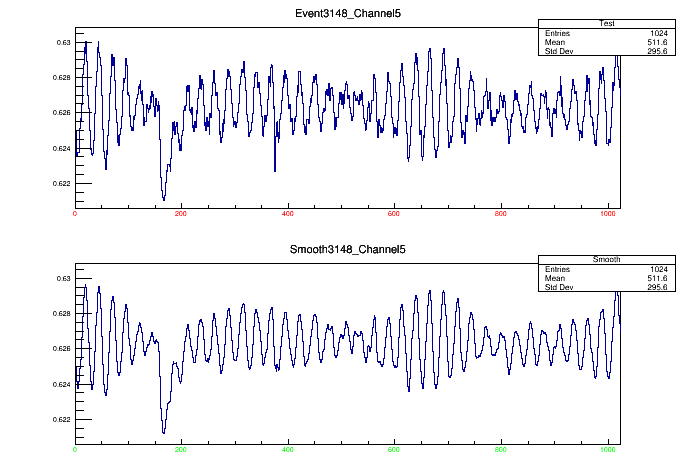 Event3148_Channel5
Test
Entries 1024
Mean 511.6
Std Dev 295.6
0.63
0.628
0.626
0.624
0.622
0 200 400 600 800 1000
Smooth3148_Channel5
Smooth
Entries 1024
Mean 511.6
Std Dev 295.6
0.63
0.628
0.626
0.624
0.622
0 200 400 600 800 1000